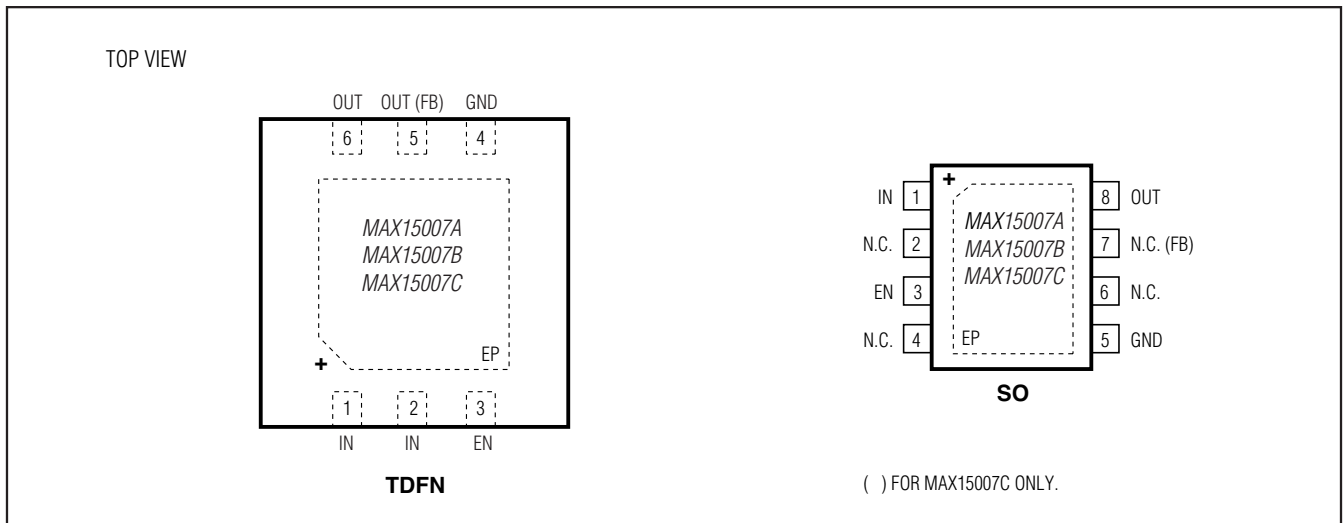 TOP VIEW
OUT OUT (FB) GND
6 5 4
MAX15007A
MAX15007B
MAX15007C
EP
+
1 2 3
IN IN EN
TDFN
+
IN 1
N.C. 2
EN 3
N.C. 4
MAX15007A
MAX15007B
MAX15007C
EP
8 OUT
7 N.C. (FB)
6 N.C.
5 GND
SO
( ) FOR MAX15007C ONLY.